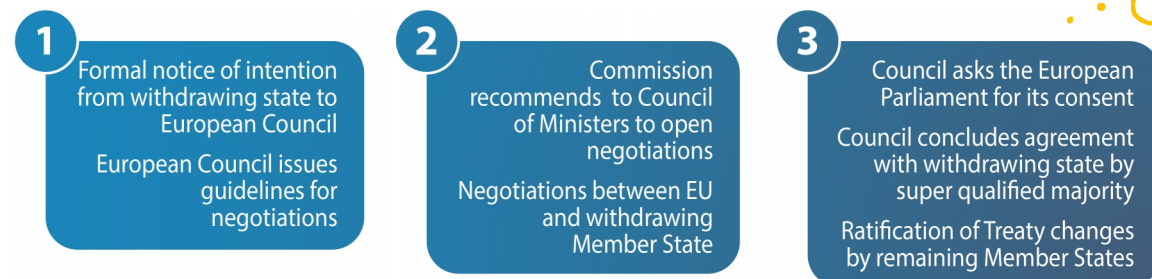 1
Formal notice of intention
from withdrawing state to
European Council
European Council issues
guidelines for
negotiations
2
Commission
recommends to Council
of Ministers to open
negotiations
Negotiations between EU
and withdrawing
Member State
3
Council asks the European
Parliament for its consent
Council concludes agreement
with withdrawing state by
super qualified majority
Ratification of Treaty changes
by remaining Member States